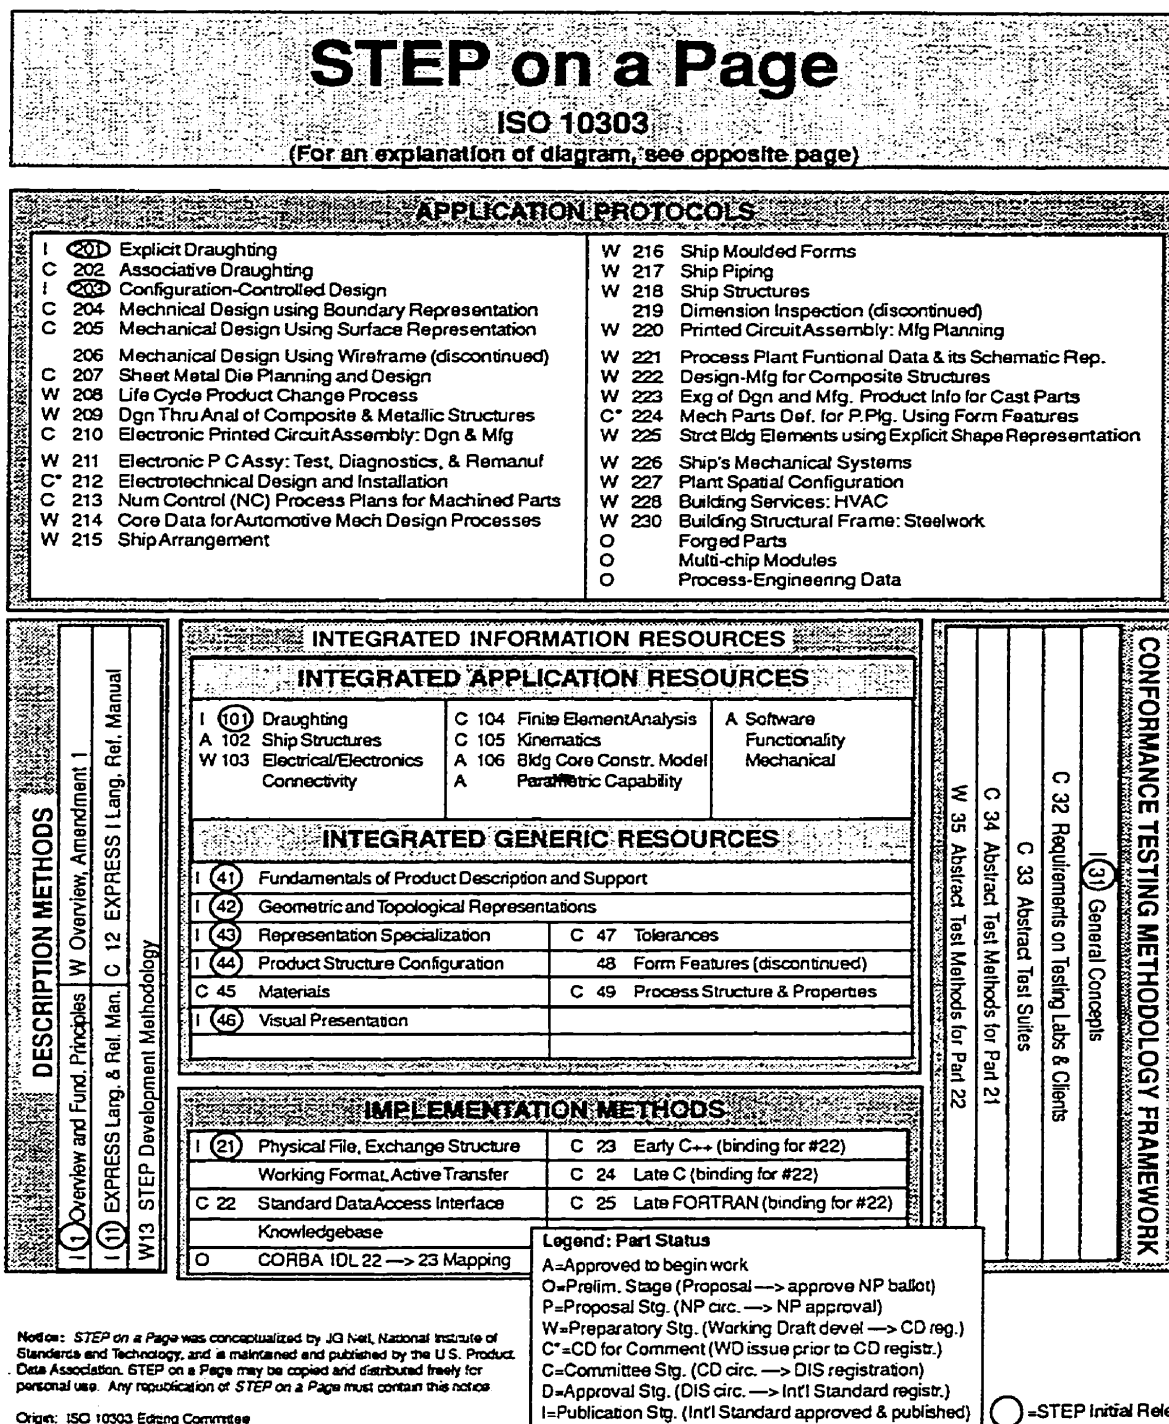 STEP on a Page
ISO 10303
(For an explanation of diagram, see opposite page)
APPLICATION PROTOCOLS
I 201 Explicit Draughting
C 202 Associative Draughting
I 203 Configuration-Controlled Design
C 204 Mechnical Design using Boundary Representation
C 205 Mechanical Design Using Surface Representation
206 Mechanical Design Using Wireframe (discontinued)
C 207 Sheet Metal Die Planning and Design
W 208 Life Cycle Product Change Process
W 209 Dgn Thru Anal of Composite & Metallic Structures
C 210 Electronic Printed Circuit Assembly: Dgn & Mfg
W 211 Electronic P C Assy: Test, Diagnostics, & Remanuf
C* 212 Electrotechnical Design and Installation
C 213 Num Control (NC) Process Plans for Machined Parts
W 214 Core Data for Automotive Mech Design Processes
W 215 Ship Arrangement
W 216 Ship Moulded Forms
W 217 Ship Piping
W 218 Ship Structures
219 Dimension Inspection (discontinued)
W 220 Printed Circuit Assembly: Mfg Planning
W 221 Process Plant Funtional Data & its Schematic Rep.
W 222 Design-Mfg for Composite Structures
W 223 Exg of Dgn and Mfg. Product Info for Cast Parts
C* 224 Mech Parts Def. for P.Plg. Using Form Features
W 225 Strct Bldg Elements using Explicit Shape Representation
W 226 Ship's Mechanical Systems
W 227 Plant Spatial Configuration
W 228 Building Services: HVAC
W 230 Building Structural Frame: Steelwork
O Forged Parts
O Multi-chip Modules
O Process-Engineenng Data
DESCRIPTION METHODS
I 1 Overview and Fund. Principles W Overview, Amendment 1
I 11 EXPRESS Lang. & Ref. Man. C 12 EXPRESS I Lang. Ref. Manual
W13 STEP Development Methodology
INTEGRATED INFORMATION RESOURCES
INTEGRATED APPLICATION RESOURCES
I 101 Draughting
A 102 Ship Structures
W 103 Electrical/Electronics
Connectivity
C 104 Finite Element Analysis
C 105 Kinematics
A 106 Bldg Core Constr. Model
A Parametric Capability
A Software
Functionality
Mechanical
INTEGRATED GENERIC RESOURCES
I 41 Fundamentals of Product Description and Support
I 42 Geometric and Topological Representations
I 43 Representation Specialization
C 47 Tolerances
I 44 Product Structure Configuration
48 Form Features (discontinued)
C 45 Materials
C 49 Process Structure & Properties
I 46 Visual Presentation
IMPLEMENTATION METHODS
I 21 Physical File, Exchange Structure
C 23 Early C++ (binding for #22)
Working Format, Active Transfer
C 24 Late C (binding for #22)
C 22 Standard Data Access Interface
C 25 Late FORTRAN (binding for #22)
Knowledgebase
O CORBA IDL 22 —> 23 Mapping
CONFORMANCE TESTING METHODOLOGY FRAMEWORK
I 31 General Concepts
C 32 Requirements on Testing Labs & Clients
C 33 Abstract Test Suites
C 34 Abstract Test Methods for Part 21
W 35 Abstract Test Methods for Part 22
Legend: Part Status
A=Approved to begin work
O=Prelim. Stage (Proposal —> approve NP ballot)
P=Proposal Stg. (NP circ. —> NP approval)
W=Preparatory Stg. (Working Draft devel —> CD reg.)
C*=CD for Comment (WD issue prior to CD registr.)
C=Committee Stg. (CD circ. —> DIS registration)
D=Approval Stg. (DIS circ. —> Int'l Standard registr.)
I=Publication Stg. (Int'l Standard approved & published)
=STEP Initial Rele
Notice: STEP on a Page was conceptualized by JG Nell, National Institute of
Standards and Technology, and is maintained and published by the U.S. Product
Data Association. STEP on a Page may be copied and distributed freely for
personal use. Any republication of STEP on a Page must contain this notice
Origin: ISO 10303 Editing Committee